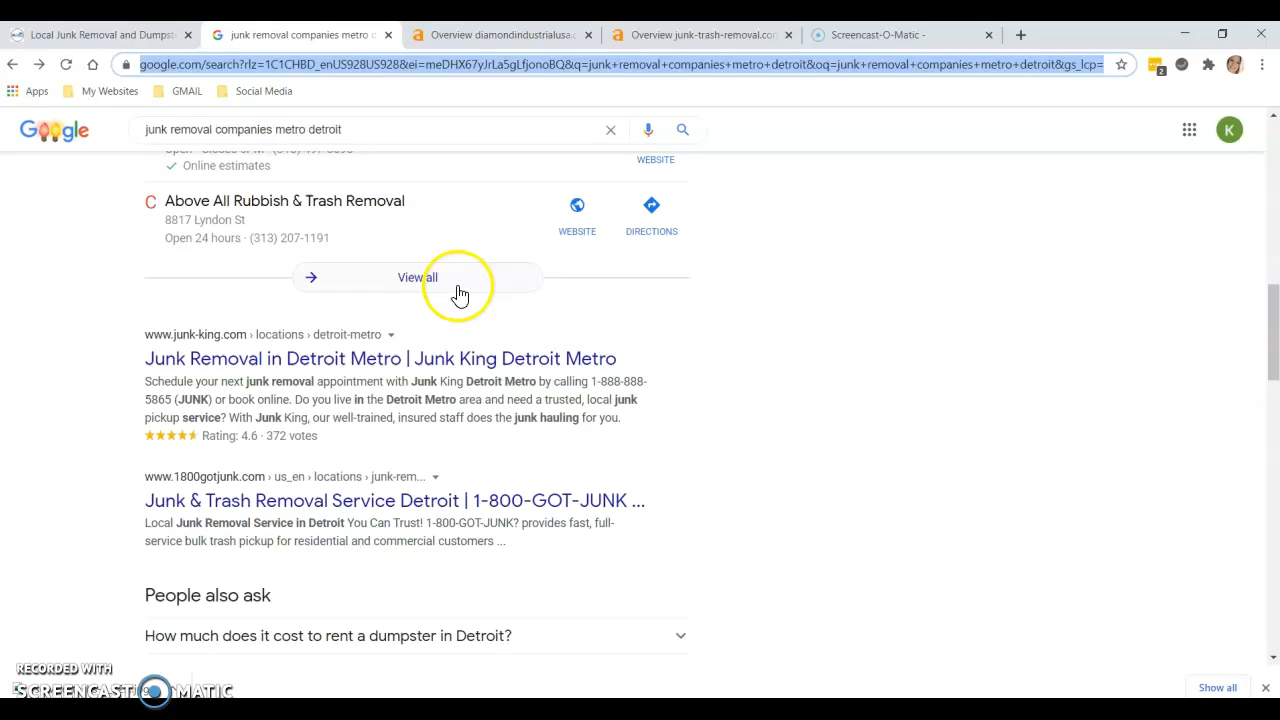 Local Junk Removal and Dumpst
junk removal companies metro d
Overview diamondindustrialusa.c
Overview junk-trash-removal.com
Screencast-O-Matic -
google.com/search?rlz=1C1CHBD_enUS928US928&ei=meDHX67yJrLa5gLfjonoBQ&q=junk+removal+companies+metro+detroit&oq=junk+removal+companies+metro+detroit&gs_lcp=
2
Apps
My Websites
GMAIL
Social Media
Google
junk removal companies metro detroit
K
Online estimates
WEBSITE
C Above All Rubbish & Trash Removal
8817 Lyndon St
Open 24 hours · (313) 207-1191
WEBSITE
DIRECTIONS
View all
www.junk-king.com › locations › detroit-metro
Junk Removal in Detroit Metro | Junk King Detroit Metro
Schedule your next junk removal appointment with Junk King Detroit Metro by calling 1-888-888-
5865 (JUNK) or book online. Do you live in the Detroit Metro area and need a trusted, local junk
pickup service? With Junk King, our well-trained, insured staff does the junk hauling for you.
Rating: 4.6 · 372 votes
www.1800gotjunk.com › us_en › locations › junk-rem...
Junk & Trash Removal Service Detroit | 1-800-GOT-JUNK ...
Local Junk Removal Service in Detroit You Can Trust! 1-800-GOT-JUNK? provides fast, full-
service bulk trash pickup for residential and commercial customers ...
People also ask
How much does it cost to rent a dumpster in Detroit?
RECORDED WITH
SCREENCAST-O-MATIC
Show all